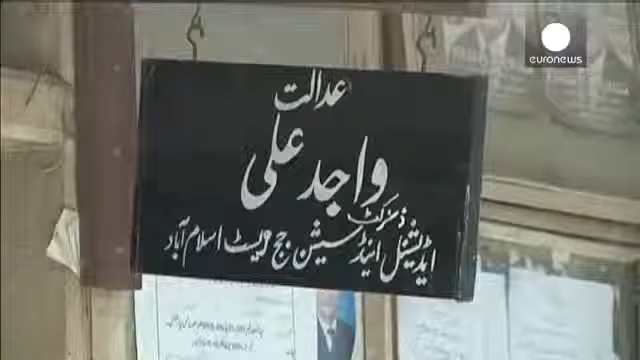 euronews
عدالت
واجد علی
ڈسٹرکٹ
ایڈیشنل اینڈ سیشن جج ویسٹ اسلام آباد